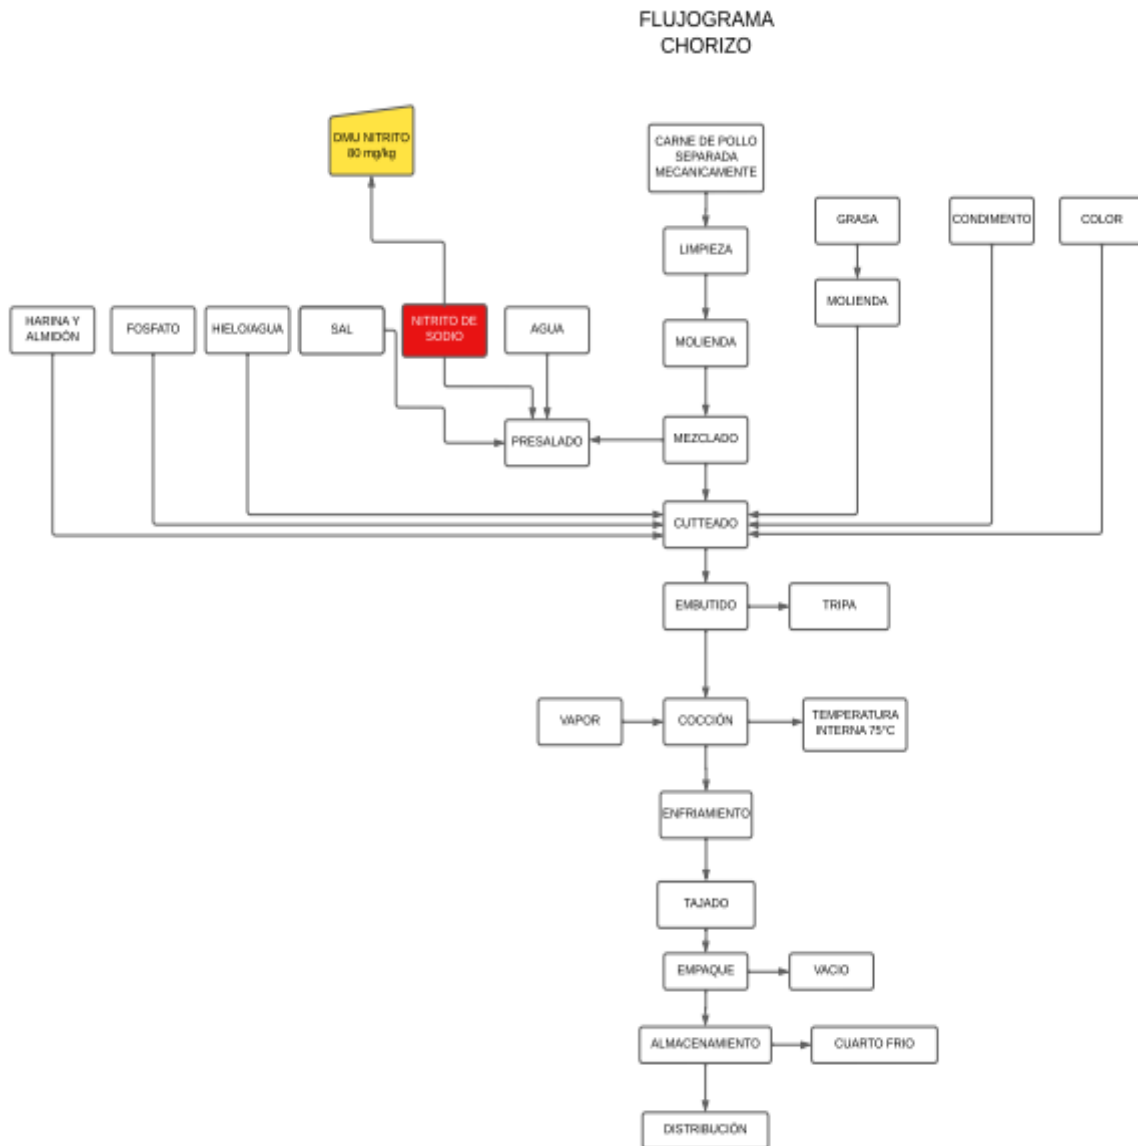 FLUJOGRAMA
CHORIZO
DMU NITRITO
80 mg/kg
CARNE DE POLLO
SEPARADA
MECANICAMENTE
GRASA
CONDIMENTO
COLOR
LIMPIEZA
MOLIENDA
HARINA Y
ALMIDÓN
FOSFATO
HIELO/AGUA
SAL
NITRITO DE
SODIO
AGUA
MOLIENDA
PRESALADO
MEZCLADO
CUTTEADO
EMBUTIDO
TRIPA
VAPOR
COCCIÓN
TEMPERATURA
INTERNA 75°C
ENFRIAMIENTO
TAJADO
EMPAQUE
VACIO
ALMACENAMIENTO
CUARTO FRIO
DISTRIBUCIÓN